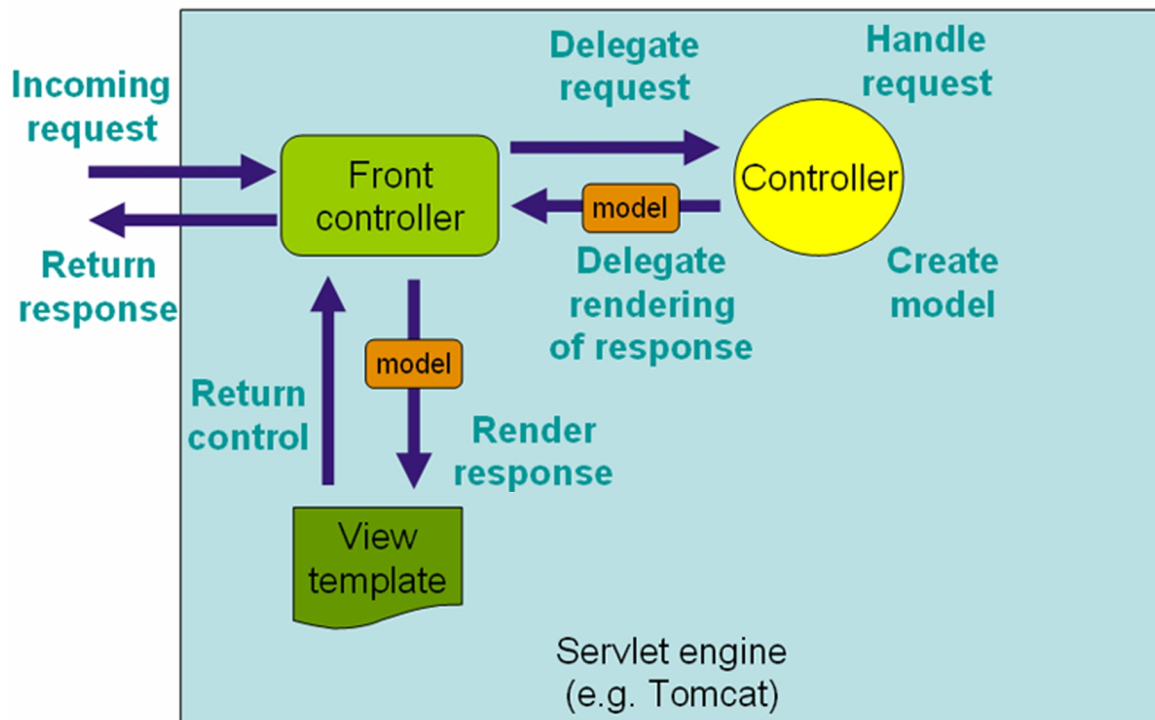 Incoming
request
Return
response
Front
controller
Delegate
request
Handle
request
Controller
model
Delegate
rendering
of response
Create
model
Return
control
model
Render
response
View
template
Servlet engine
(e.g. Tomcat)